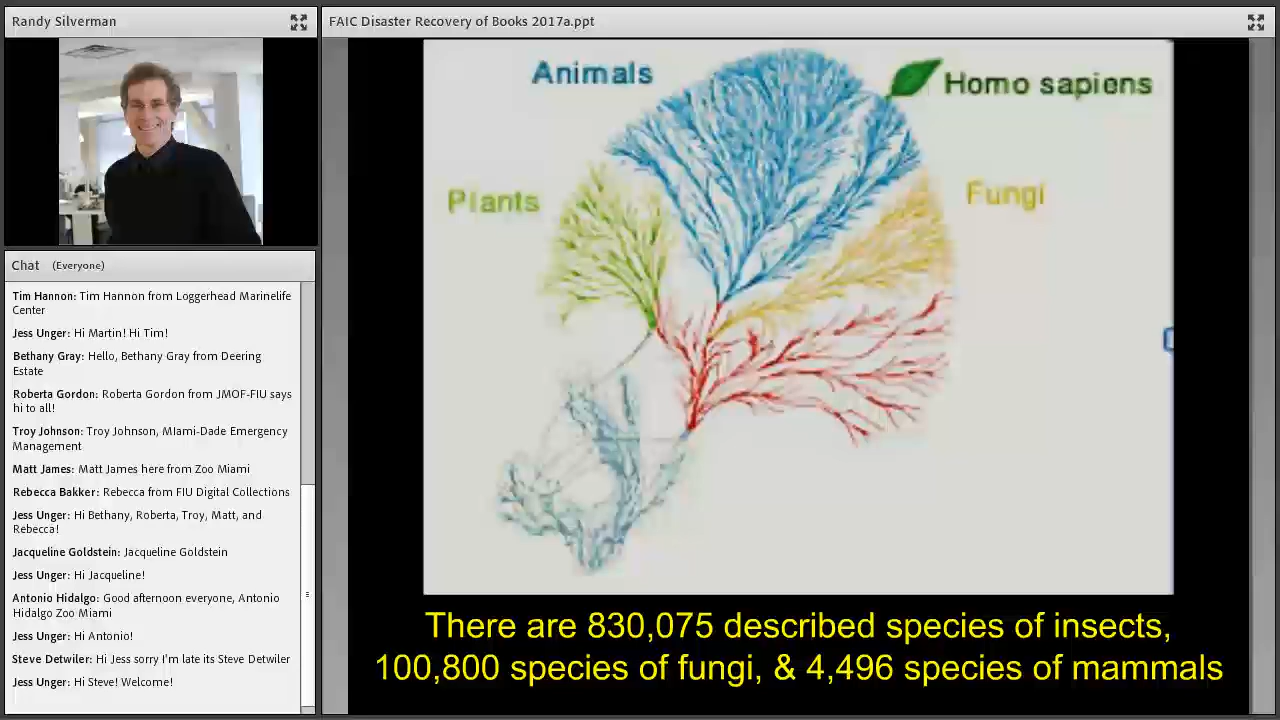 Randy Silverman
FAIC Disaster Recovery of Books 2017a.ppt
Chat (Everyone)
Tim Hannon: Tim Hannon from Loggerhead Marinelife
Center
Jess Unger: Hi Martin! Hi Tim!
Bethany Gray: Hello, Bethany Gray from Deering
Estate
Roberta Gordon: Roberta Gordon from JMOF-FIU says
hi to all!
Troy Johnson: Troy Johnson, MIami-Dade Emergency
Management
Matt James: Matt James here from Zoo Miami
Rebecca Bakker: Rebecca from FIU Digital Collections
Jess Unger: Hi Bethany, Roberta, Troy, Matt, and
Rebecca!
Jacqueline Goldstein: Jacqueline Goldstein
Jess Unger: Hi Jacqueline!
Antonio Hidalgo: Good afternoon everyone, Antonio
Hidalgo Zoo Miami
Jess Unger: Hi Antonio!
Steve Detwiler: Hi Jess sorry I'm late its Steve Detwiler
Jess Unger: Hi Steve! Welcome!
Animals
Homo sapiens
Plants
Fungi
There are 830,075 described species of insects,
100,800 species of fungi, & 4,496 species of mammals